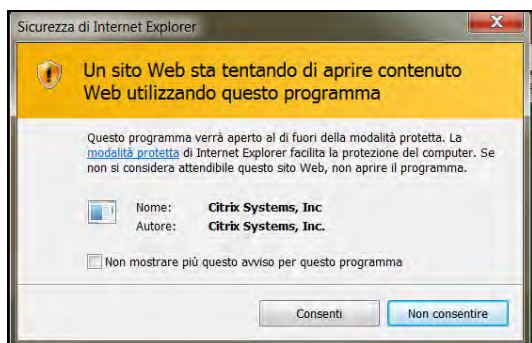 Sicurezza di Internet Explorer
Un sito Web sta tentando di aprire contenuto
Web utilizzando questo programma
Questo programma verrà aperto al di fuori della modalità protetta. La
modalità protetta di Internet Explorer facilita la protezione del computer. Se
non si considera attendibile questo sito Web, non aprire il programma.
Nome: Citrix Systems, Inc
Autore: Citrix Systems, Inc.
Non mostrare più questo avviso per questo programma
Consenti Non consentire